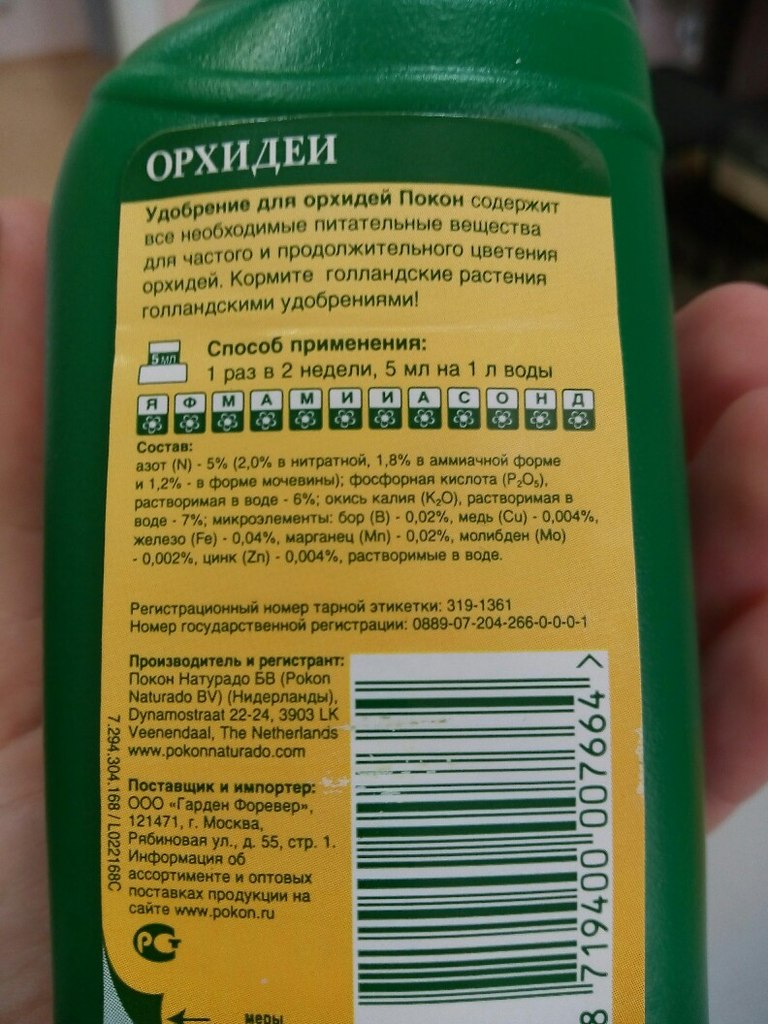 ОРХИДЕИ
Удобрение для орхидей Покон содержит
все необходимые питательные вещества
для частого и продолжительного цветения
орхидей. Кормите голландские растения
голландскими удобрениями!
5 мл
Способ применения:
1 раз в 2 недели, 5 мл на 1 л воды
Я Ф М А М И И А С О Н Д
Состав:
азот (N) - 5% (2,0% в нитратной, 1,8% в аммиачной форме
и 1,2% - в форме мочевины); фосфорная кислота (P₂O₅),
растворимая в воде - 6%; окись калия (K₂O), растворимая в
воде - 7%; микроэлементы: бор (B) - 0,02%, медь (Cu) - 0,004%,
железо (Fe) - 0,04%, марганец (Mn) - 0,02%, молибден (Mo)
- 0,002%, цинк (Zn) - 0,004%, растворимые в воде.
Регистрационный номер тарной этикетки: 319-1361
Номер государственной регистрации: 0889-07-204-266-0-0-0-1
Производитель и регистрант:
Покон Натурадо БВ (Pokon
Naturado BV) (Нидерланды),
Dynamostraat 22-24, 3903 LK
Veenendaal, The Netherlands
www.pokonnaturado.com
Поставщик и импортер:
ООО «Гарден Форевер»,
121471, г. Москва,
Рябиновая ул., д. 55, стр. 1.
Информация об
ассортименте и оптовых
поставках продукции на
сайте www.pokon.ru
РСТ
7.294.304.168 / L022168C
8 719400 007664 >
меры